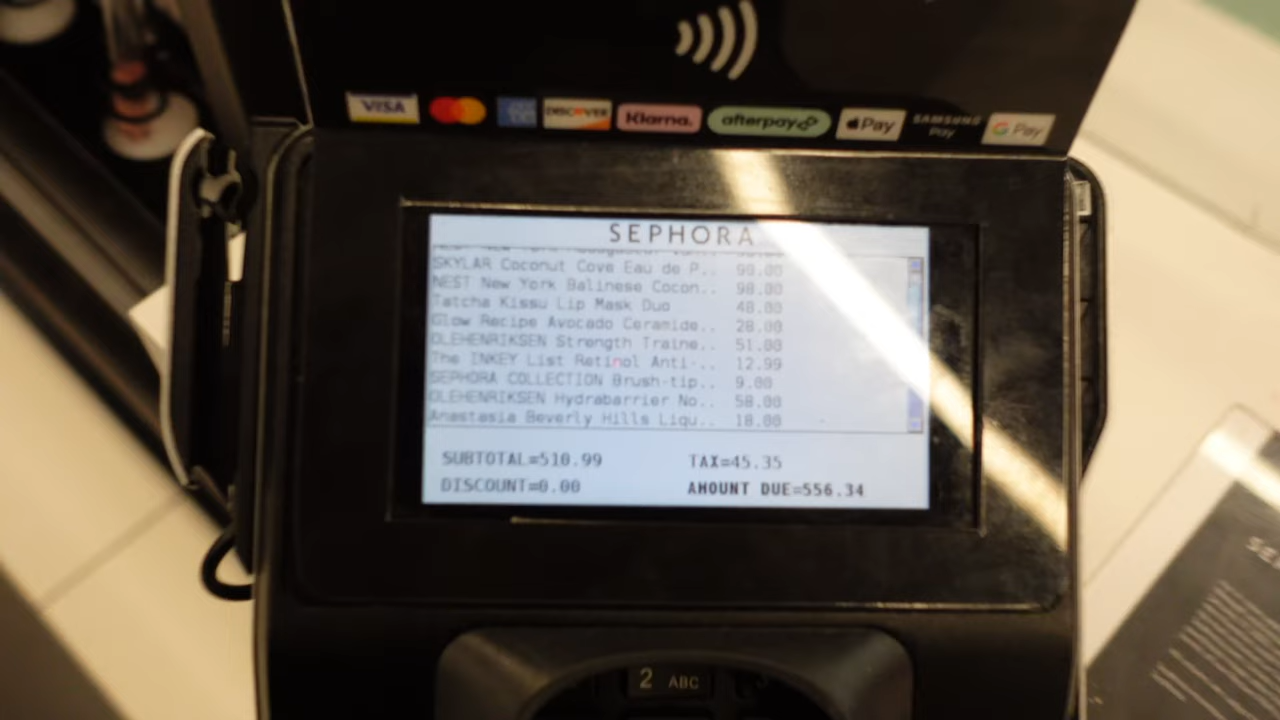 VISA DISCOVER Klarna. afterpay Pay SAMSUNG Pay G Pay
SEPHORA
SKYLAR Coconut Cove Eau de P.. 90.00
NEST New York Balinese Cocon.. 98.00
Tatcha Kissu Lip Mask Duo 48.00
Glow Recipe Avocado Ceramide.. 28.00
OLEHENRIKSEN Strength Traine.. 51.00
The INKEY List Retinol Anti-.. 12.99
SEPHORA COLLECTION Brush-tip.. 9.00
OLEHENRIKSEN Hydrabarrier No.. 58.00
Anastasia Beverly Hills Liqu.. 18.00
SUBTOTAL=510.99 TAX=45.35
DISCOUNT=0.00 AMOUNT DUE=556.34
2 ABC